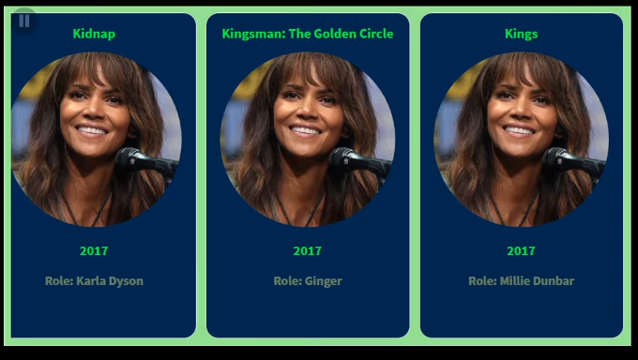 Kidnap
2017
Role: Karla Dyson
Kingsman: The Golden Circle
2017
Role: Ginger
Kings
2017
Role: Millie Dunbar